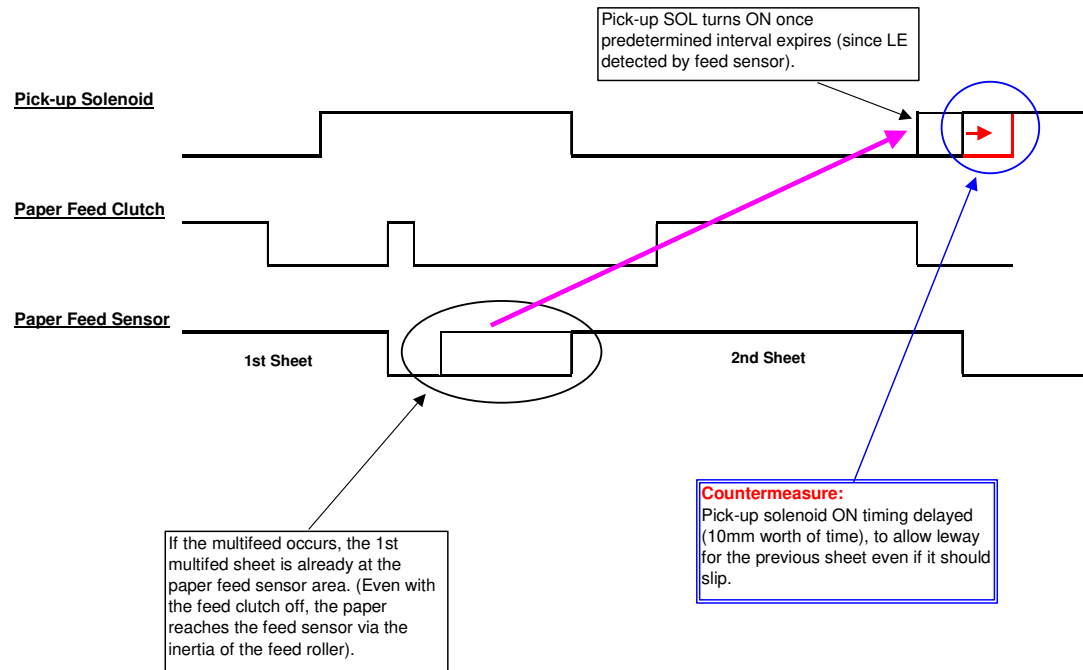 Pick-up SOL turns ON once
predetermined interval expires (since LE
detected by feed sensor).
Pick-up Solenoid
Paper Feed Clutch
Paper Feed Sensor
1st Sheet
2nd Sheet
Countermeasure:
Pick-up solenoid ON timing delayed
(10mm worth of time), to allow leway
for the previous sheet even if it should
slip.
If the multifeed occurs, the 1st
multifed sheet is already at the
paper feed sensor area. (Even with
the feed clutch off, the paper
reaches the feed sensor via the
inertia of the feed roller).